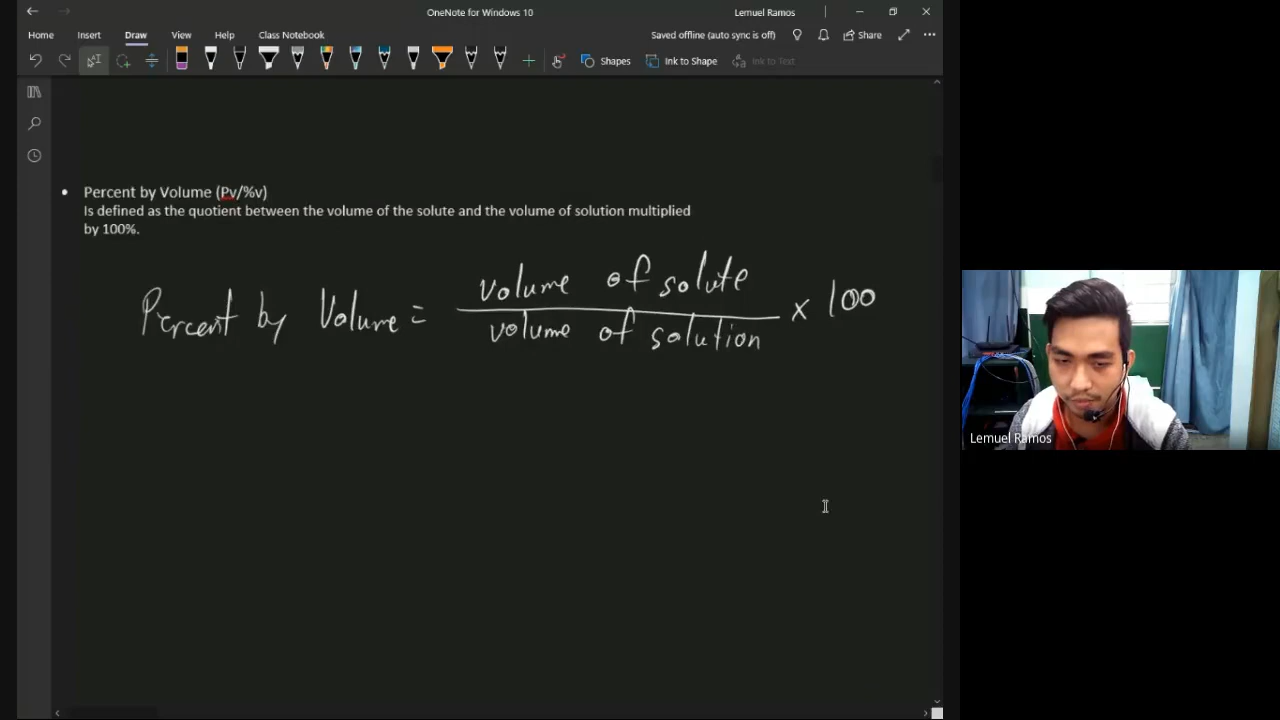 OneNote for Windows 10
Lemuel Ramos
Home Insert Draw View Help Class Notebook
Saved offline (auto sync is off) Share
Shapes Ink to Shape Ink to Text
• Percent by Volume (Pv/%v)
Is defined as the quotient between the volume of the solute and the volume of solution multiplied
by 100%.
Percent by Volume = volume of solute / volume of solution x 100
Lemuel Ramos